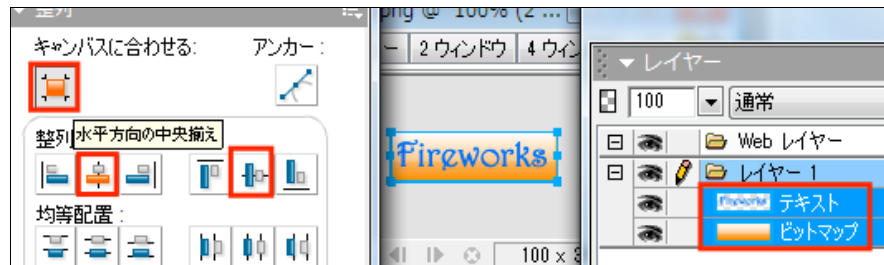 整列
キャンバスに合わせる:
アンカー:
整列
水平方向の中央揃え
均等配置:
png @ 100% (2 ...
2 ウィンドウ
4 ウィン
Fireworks
100 x 3
レイヤー
100
通常
Web レイヤー
レイヤー 1
Fireworks テキスト
ビットマップ